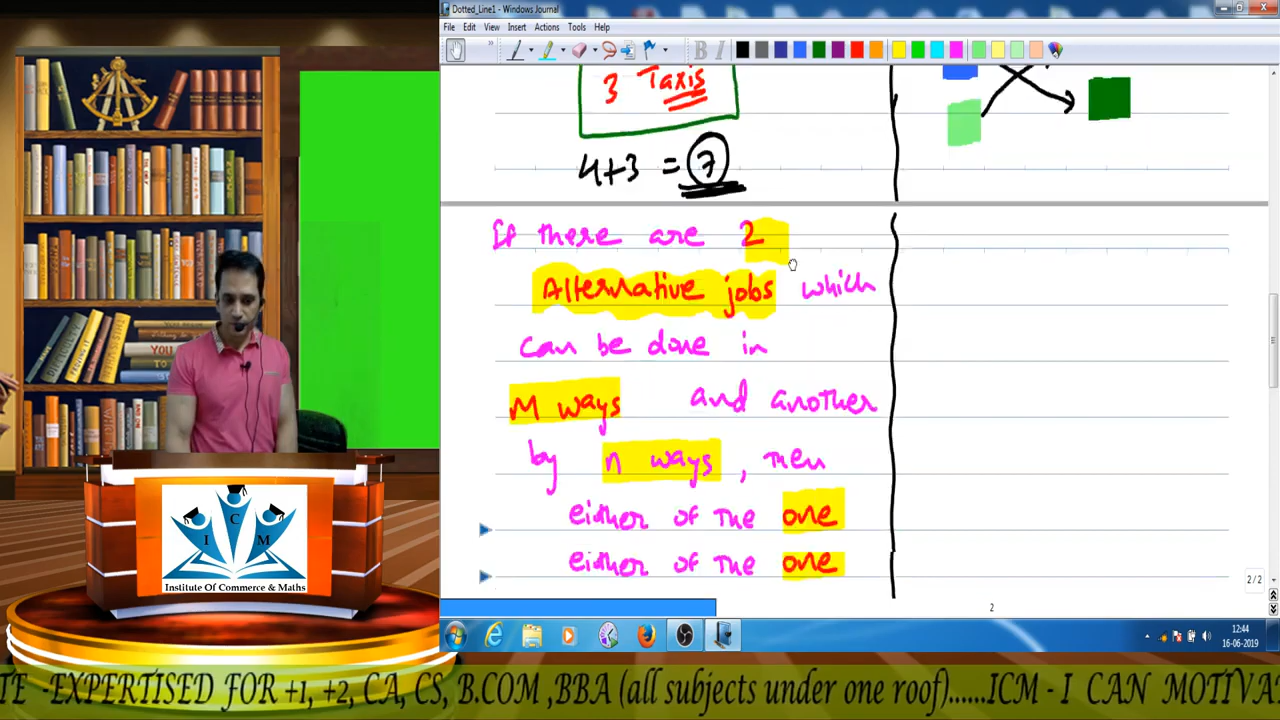 Dotted_Line1 - Windows Journal
File Edit View Insert Actions Tools Help
3 Taxis
4+3 = 7
If there are 2
Alternative jobs which
can be done in
M ways and another
by n ways, then
either of the one
either of the one
2/2
2
I C M
Institute Of Commerce & Maths
12:44
16-06-2019
TE -EXPERTISED FOR +1, +2, CA, CS, B.COM ,BBA (all subjects under one roof)......ICM - I CAN MOTIVA